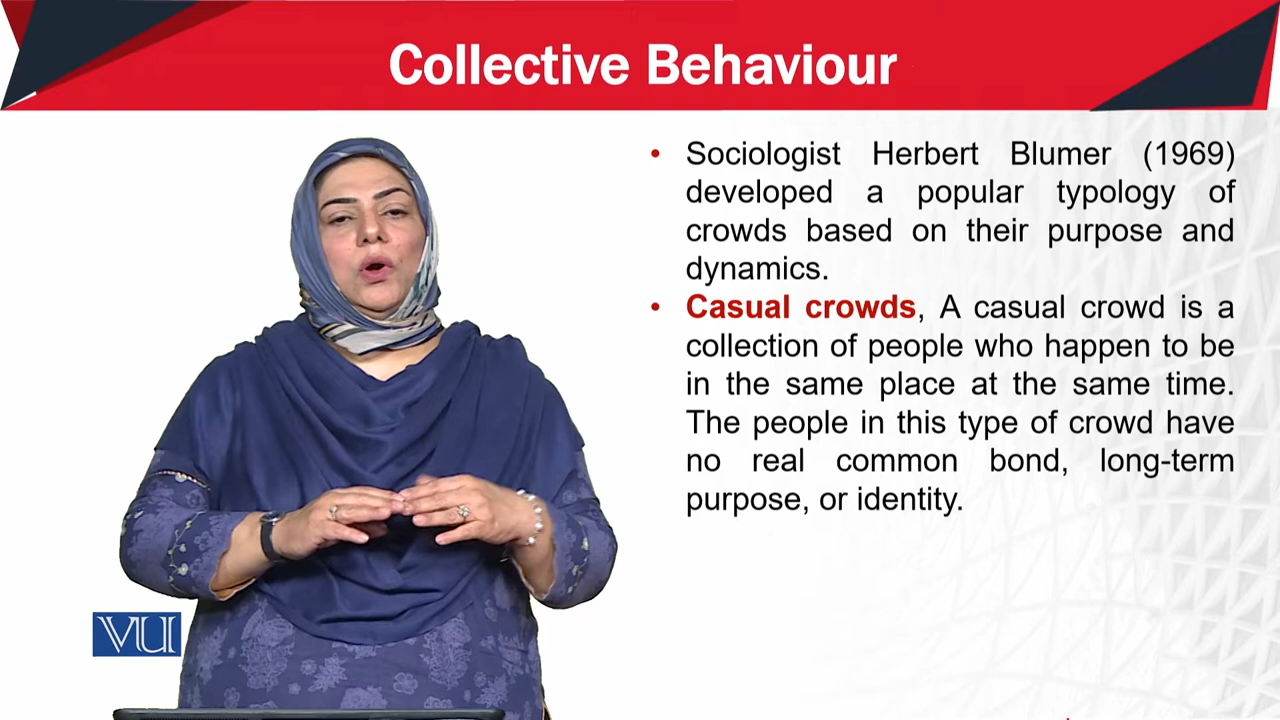 Collective Behaviour
• Sociologist Herbert Blumer (1969)
developed a popular typology of
crowds based on their purpose and
dynamics.
• Casual crowds, A casual crowd is a
collection of people who happen to be
in the same place at the same time.
The people in this type of crowd have
no real common bond, long-term
purpose, or identity.
VU